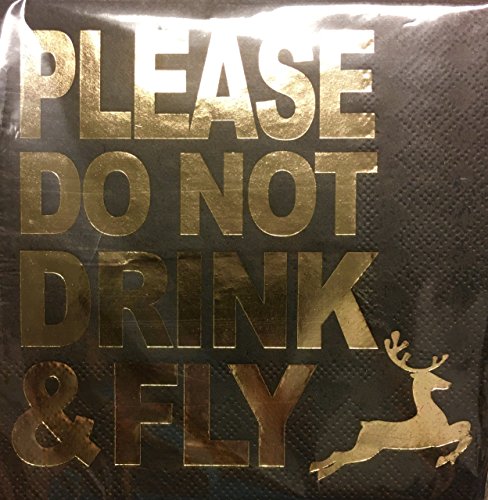 PLEASE
DO NOT
DRINK
& FLY